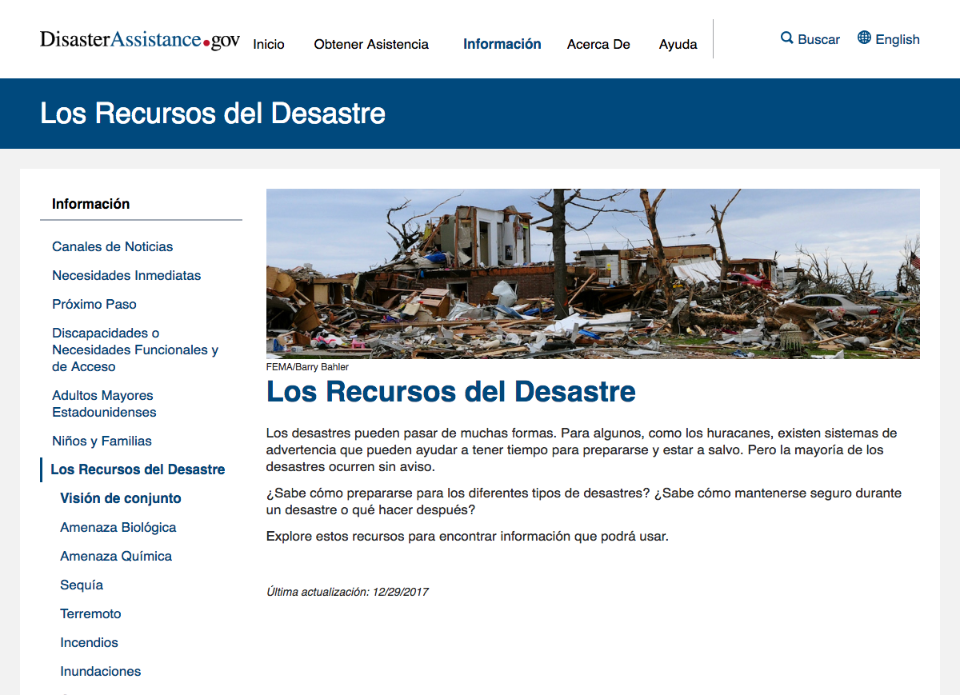 DisasterAssistance.gov
Inicio
Obtener Asistencia
Información
Acerca De
Ayuda
Buscar
English
Los Recursos del Desastre
Información
Canales de Noticias
Necesidades Inmediatas
Próximo Paso
Discapacidades o
Necesidades Funcionales y
de Acceso
Adultos Mayores
Estadounidenses
Niños y Familias
Los Recursos del Desastre
Visión de conjunto
Amenaza Biológica
Amenaza Química
Sequía
Terremoto
Incendios
Inundaciones
FEMA/Barry Bahler
Los Recursos del Desastre
Los desastres pueden pasar de muchas formas. Para algunos, como los huracanes, existen sistemas de
advertencia que pueden ayudar a tener tiempo para prepararse y estar a salvo. Pero la mayoría de los
desastres ocurren sin aviso.
¿Sabe cómo prepararse para los diferentes tipos de desastres? ¿Sabe cómo mantenerse seguro durante
un desastre o qué hacer después?
Explore estos recursos para encontrar información que podrá usar.
Última actualización: 12/29/2017